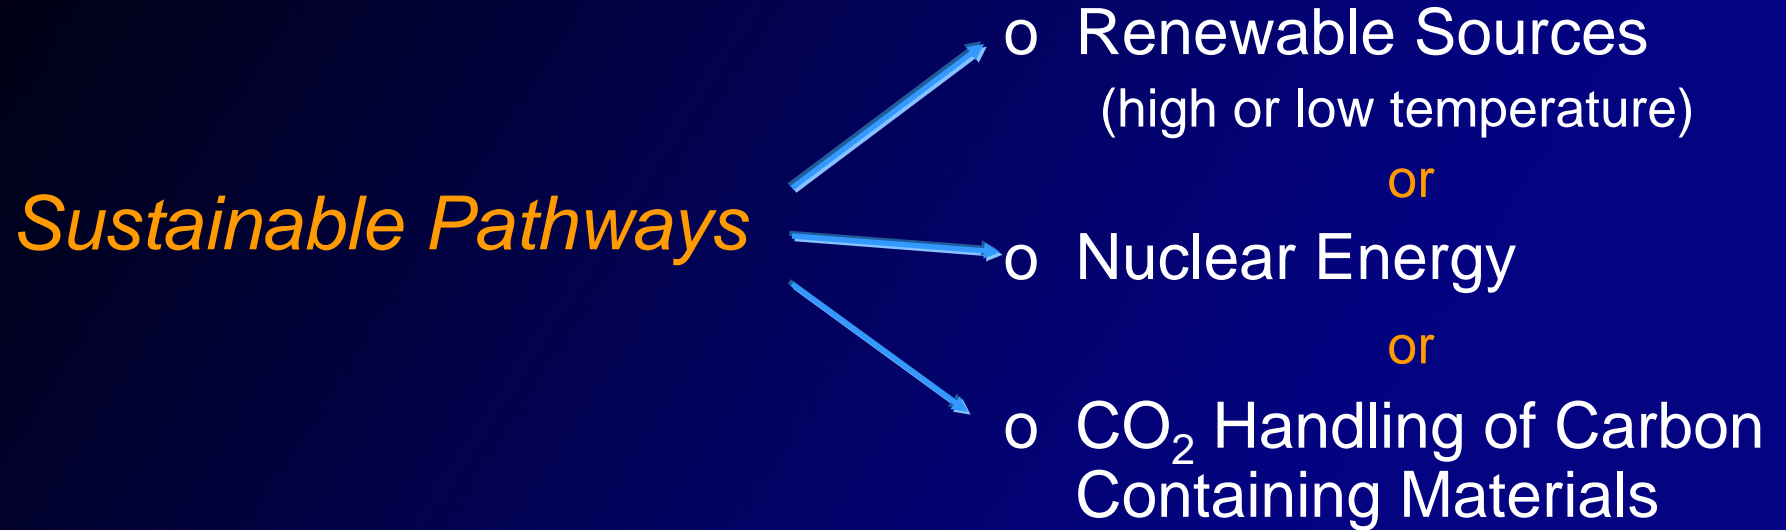 o Renewable Sources
(high or low temperature)
or
Sustainable Pathways
o Nuclear Energy
or
o CO₂ Handling of Carbon
Containing Materials